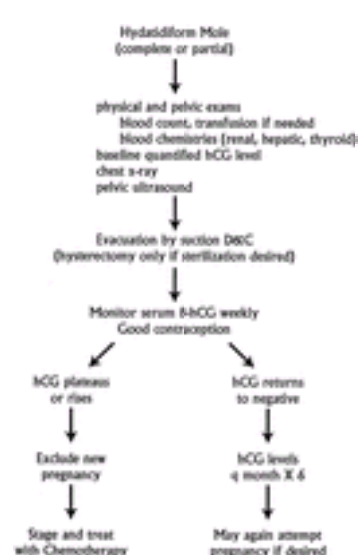 Hydatidiform Mole
(complete or partial)
physical and pelvic exams
blood count, transfusion if needed
blood chemistries (renal, hepatic, thyroid)
baseline quantified hCG level
chest x-ray
pelvic ultrasound
Evacuation by suction D&C
(hysterectomy only if sterilization desired)
Monitor serum β-hCG weekly
Good contraception
hCG plateaus
or rises
hCG returns
to negative
Exclude new
pregnancy
hCG levels
q month X 6
Stage and treat
with Chemotherapy
May again attempt
pregnancy if desired